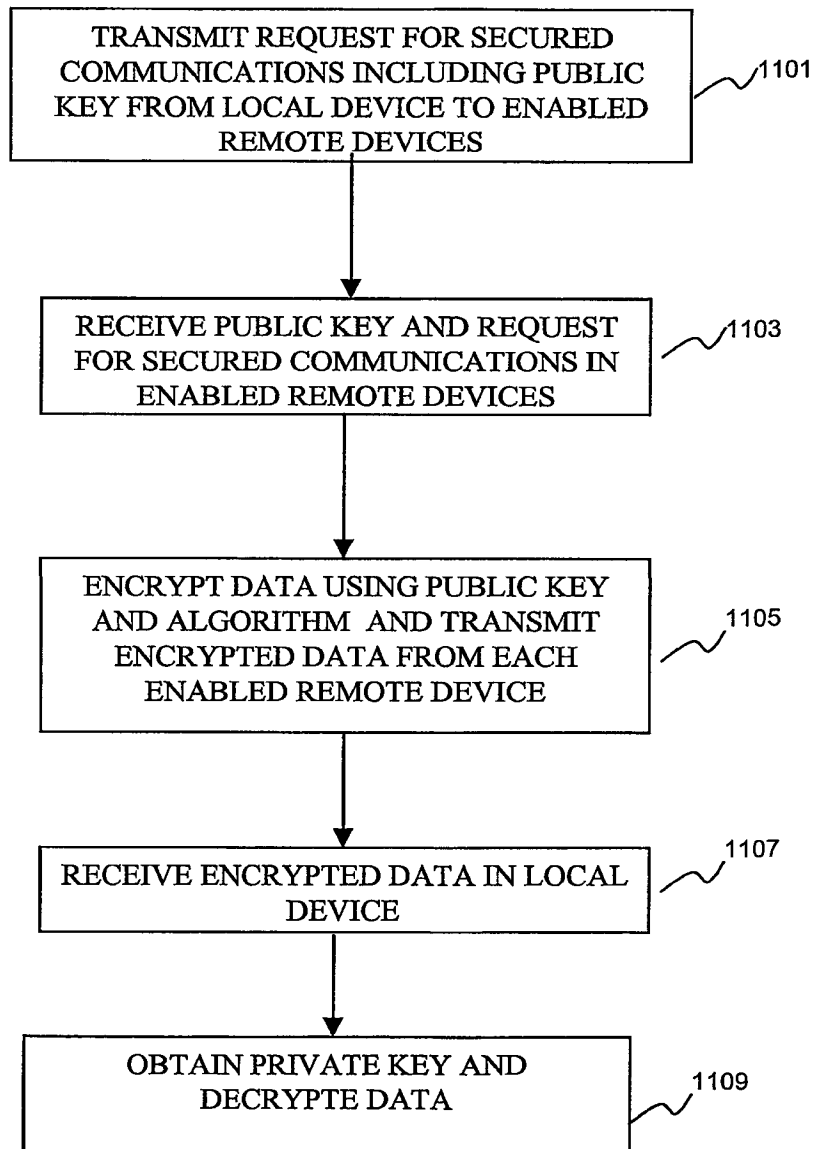 TRANSMIT REQUEST FOR SECURED
COMMUNICATIONS INCLUDING PUBLIC
KEY FROM LOCAL DEVICE TO ENABLED
REMOTE DEVICES
1101
RECEIVE PUBLIC KEY AND REQUEST
FOR SECURED COMMUNICATIONS IN
ENABLED REMOTE DEVICES
1103
ENCRYPT DATA USING PUBLIC KEY
AND ALGORITHM AND TRANSMIT
ENCRYPTED DATA FROM EACH
ENABLED REMOTE DEVICE
1105
RECEIVE ENCRYPTED DATA IN LOCAL
DEVICE
1107
OBTAIN PRIVATE KEY AND
DECRYPTE DATA
1109